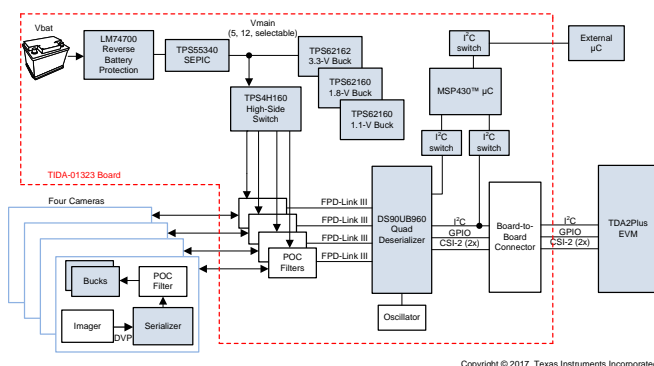 Vbat
LM74700
Reverse
Battery
Protection
TPS55340
SEPIC
Vmain
(5, 12, selectable)
TPS62162
3.3-V Buck
TPS62160
1.8-V Buck
TPS62160
1.1-V Buck
TPS4H160
High-Side
Switch
I²C
switch
External
µC
MSP430™ µC
I²C
switch
I²C
switch
TIDA-01323 Board
Four Cameras
FPD-Link III
FPD-Link III
FPD-Link III
FPD-Link III
POC
Filters
DS90UB960
Quad
Deserializer
I²C
GPIO
CSI-2 (2x)
Board-to-
Board
Connector
I²C
GPIO
CSI-2 (2x)
TDA2Plus
EVM
Bucks
POC
Filter
Imager
DVP
Serializer
Oscillator
Copyright © 2017, Texas Instruments Incorporated